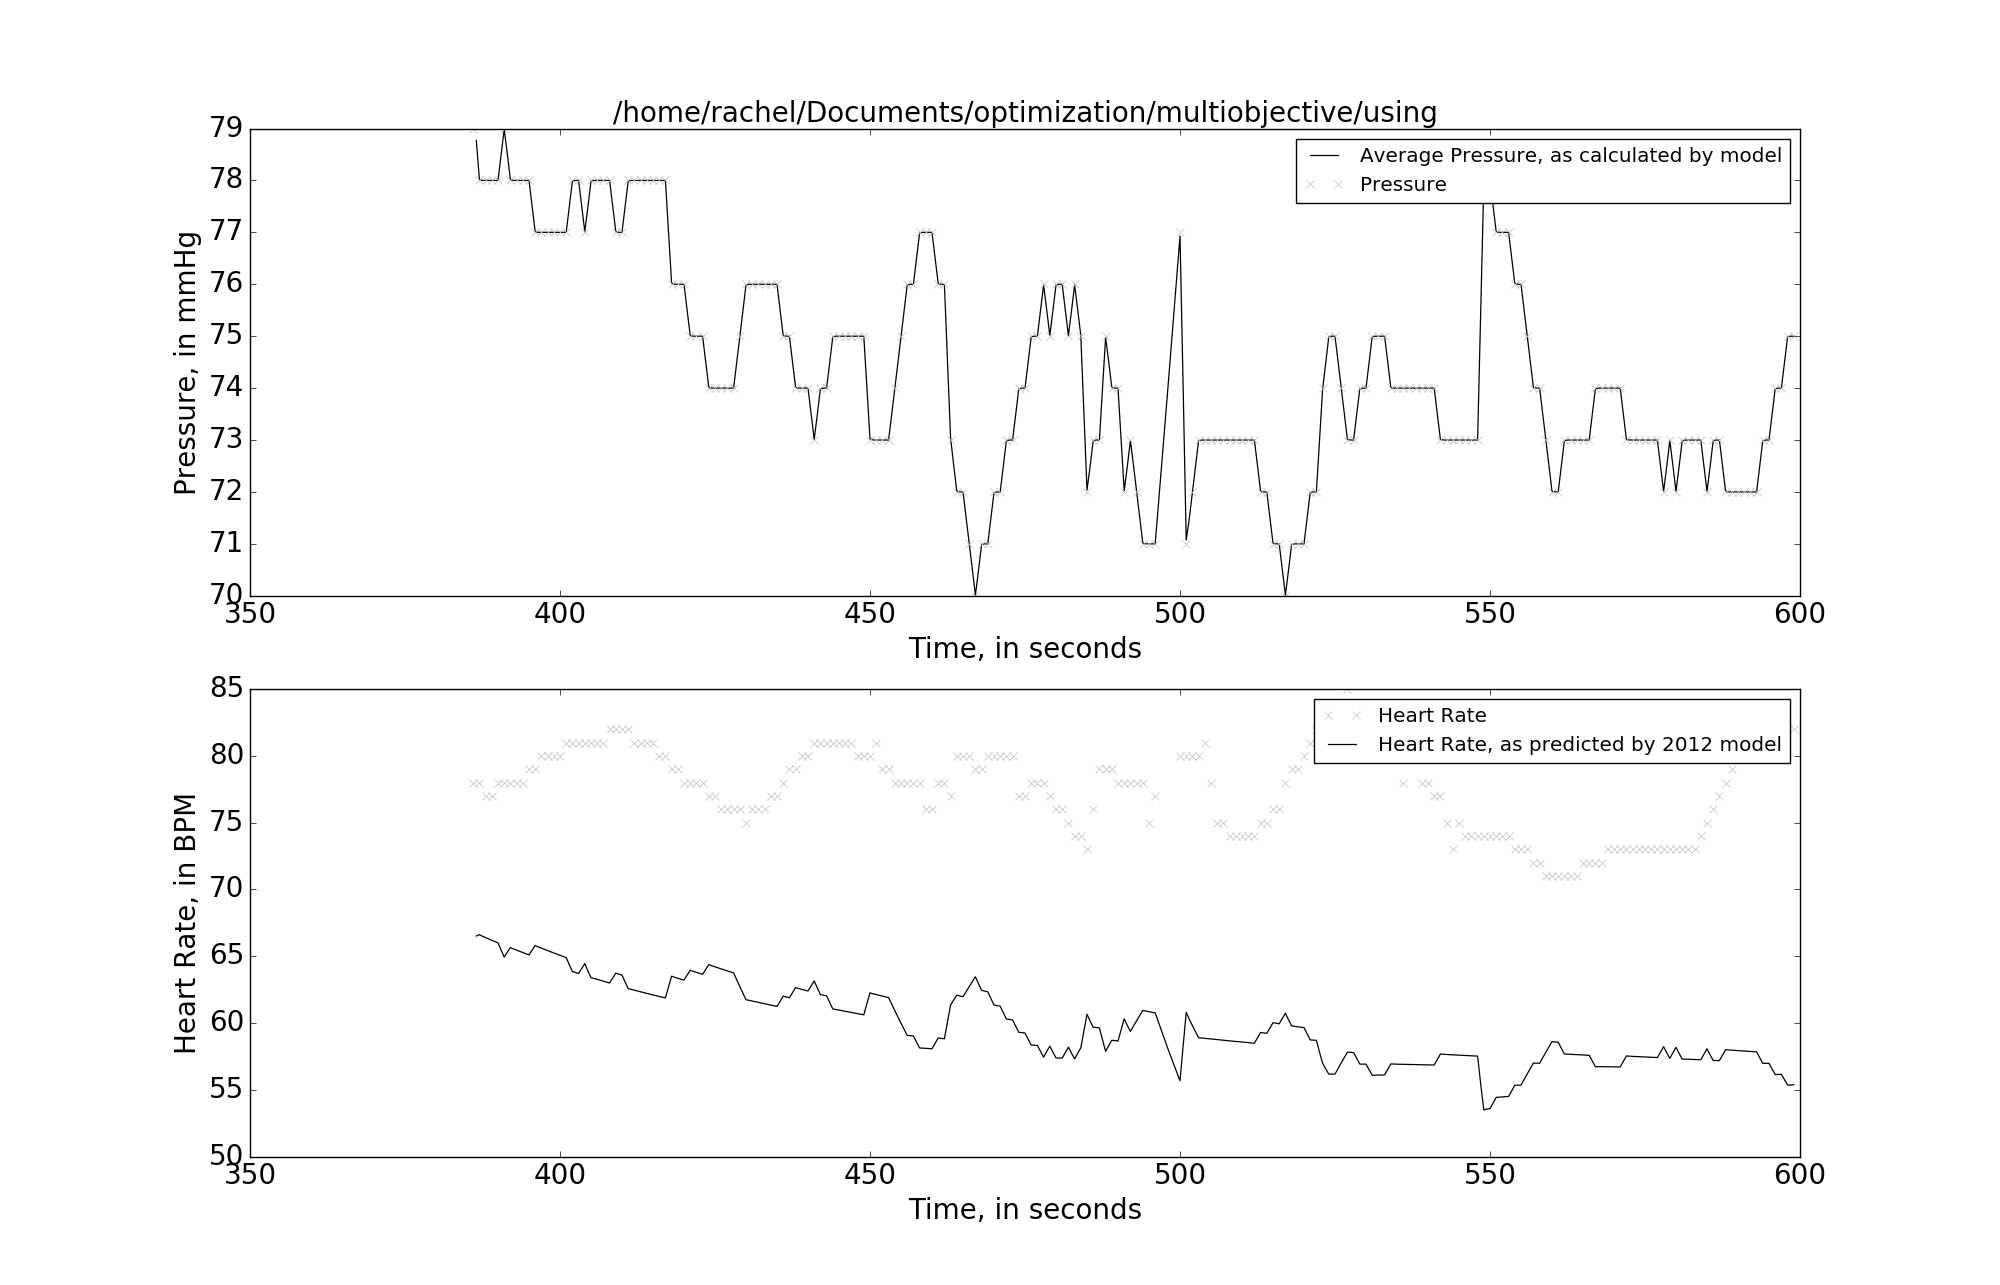 /home/rachel/Documents/optimization/multiobjective/using
79
78
77
76
75
74
73
72
71
70
Pressure, in mmHg
Average Pressure, as calculated by model
Pressure
350 400 450 500 550 600
Time, in seconds
85
80
75
70
65
60
55
50
Heart Rate, in BPM
Heart Rate
Heart Rate, as predicted by 2012 model
350 400 450 500 550 600
Time, in seconds